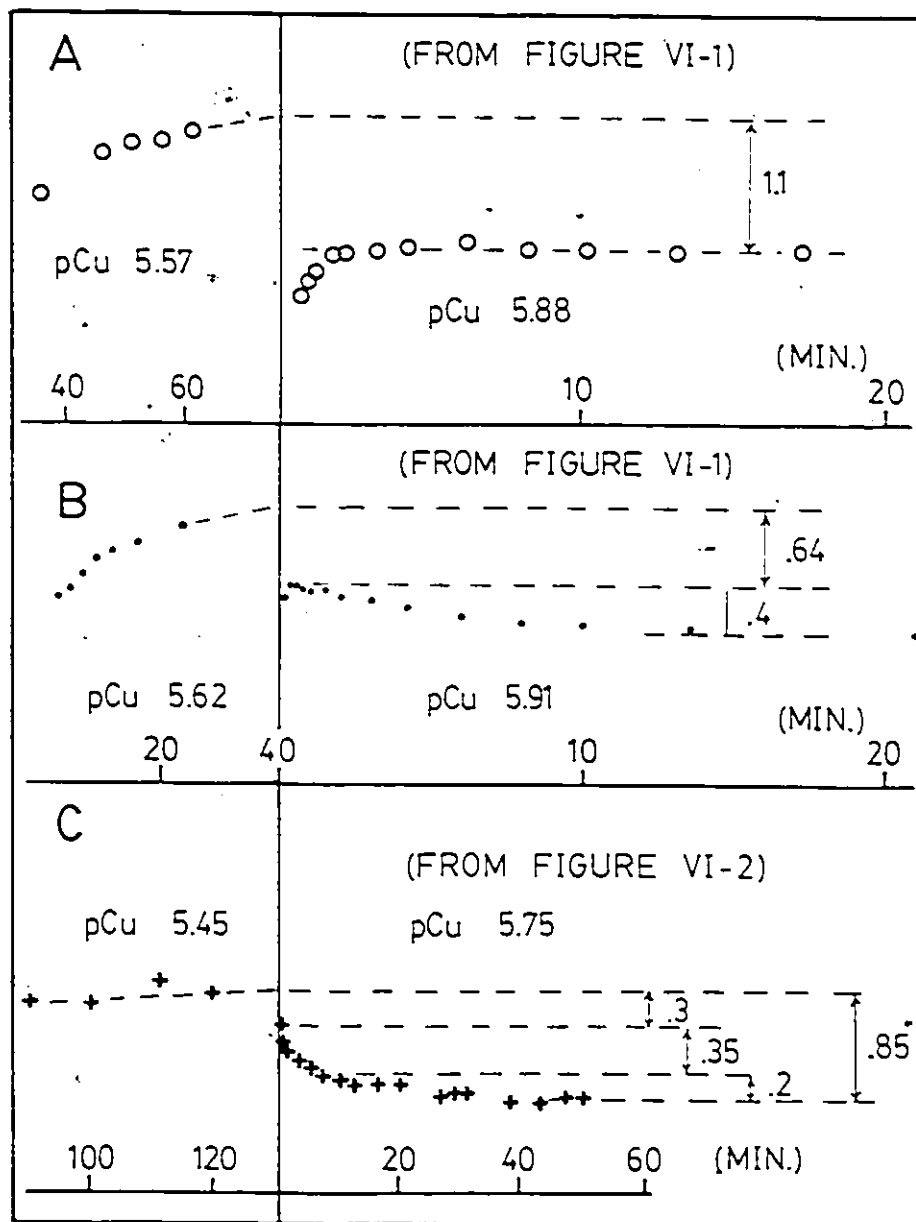 A
(FROM FIGURE VI-1)
1.1
pCu 5.57
pCu 5.88
(MIN.)
40 60 10 20
B
(FROM FIGURE VI-1)
.64
.4
pCu 5.62
pCu 5.91
(MIN.)
20 40 10 20
C
(FROM FIGURE VI-2)
pCu 5.45
pCu 5.75
.3
.35
.85
.2
100 120 20 40 60 (MIN.)